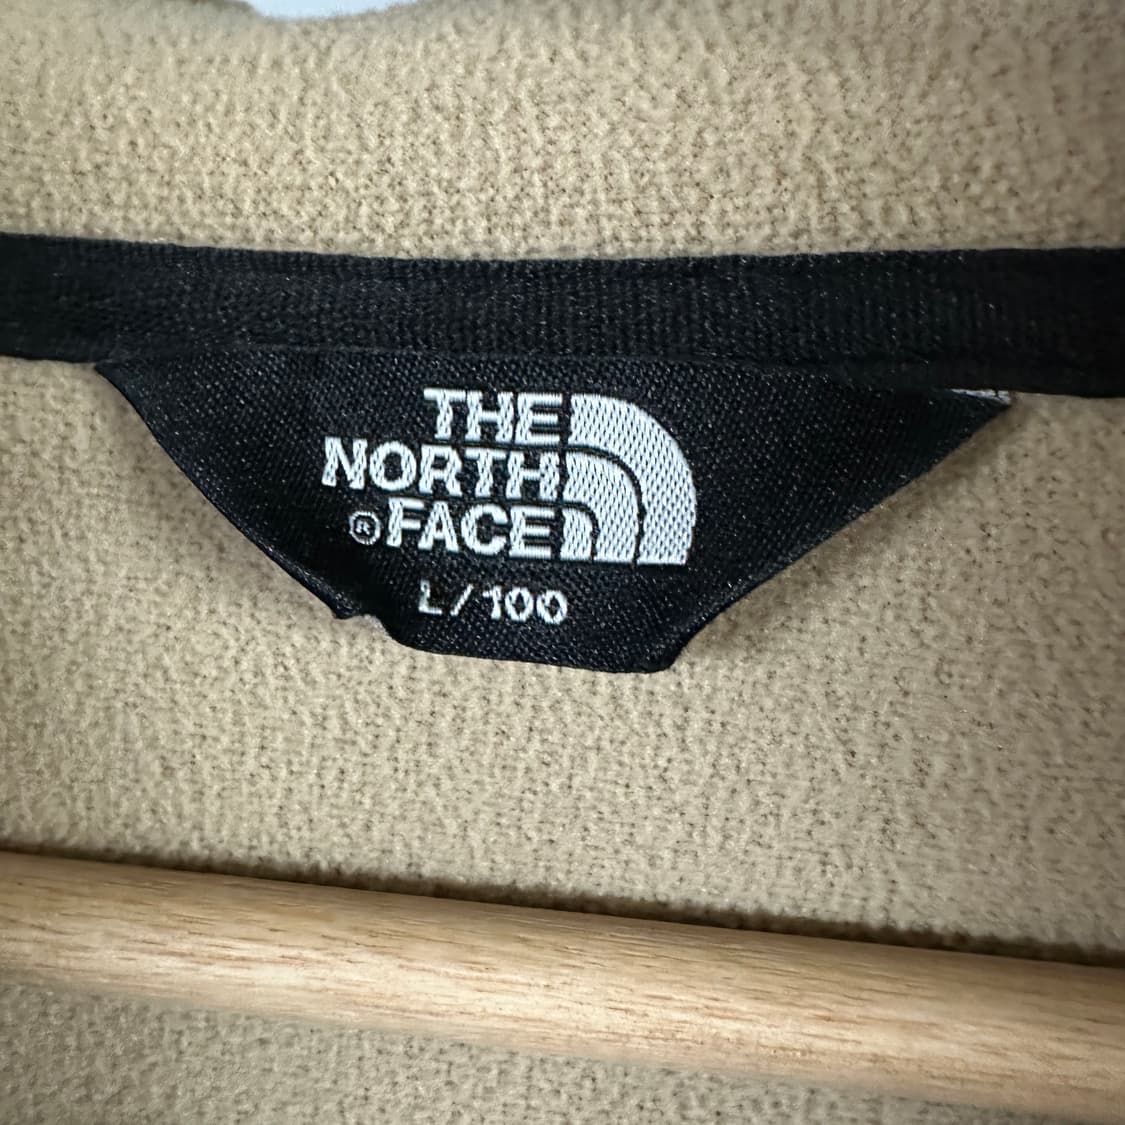 THE
NORTH
® FACE
L/100